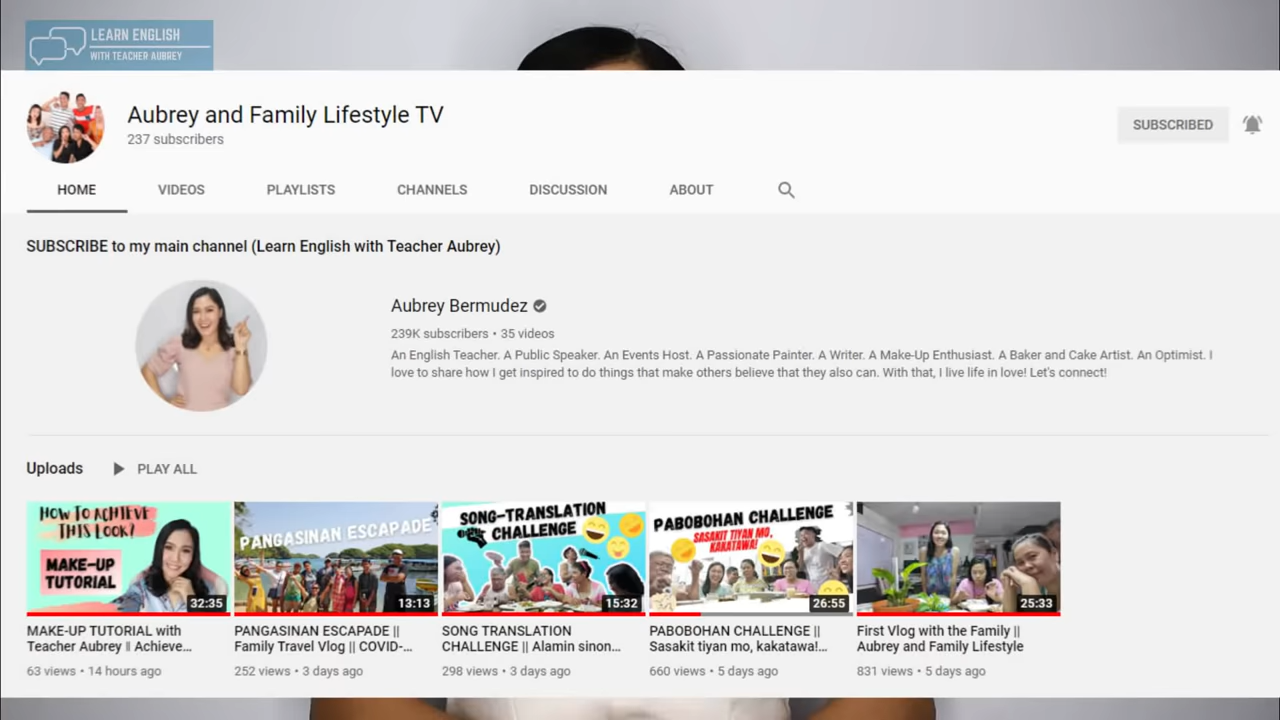 LEARN ENGLISH
WITH TEACHER AUBREY
Aubrey and Family Lifestyle TV
237 subscribers
SUBSCRIBED
HOME VIDEOS PLAYLISTS CHANNELS DISCUSSION ABOUT
SUBSCRIBE to my main channel (Learn English with Teacher Aubrey)
Aubrey Bermudez
239K subscribers • 35 videos
An English Teacher. A Public Speaker. An Events Host. A Passionate Painter. A Writer. A Make-Up Enthusiast. A Baker and Cake Artist. An Optimist. I
love to share how I get inspired to do things that make others believe that they also can. With that, I live life in love! Let's connect!
Uploads PLAY ALL
HOW TO ACHIEVE
THIS LOOK?
MAKE-UP
TUTORIAL
32:35
MAKE-UP TUTORIAL with
Teacher Aubrey || Achieve...
63 views • 14 hours ago
PANGASINAN ESCAPADE
13:13
PANGASINAN ESCAPADE ||
Family Travel Vlog || COVID-...
252 views • 3 days ago
SONG-TRANSLATION
CHALLENGE
15:32
SONG TRANSLATION
CHALLENGE || Alamin sinon...
298 views • 3 days ago
PABOBOHAN CHALLENGE
SASAKIT TIYAN MO,
KAKATAWA!
26:55
PABOBOHAN CHALLENGE ||
Sasakit tiyan mo, kakatawa!...
660 views • 5 days ago
25:33
First Vlog with the Family ||
Aubrey and Family Lifestyle
831 views • 5 days ago